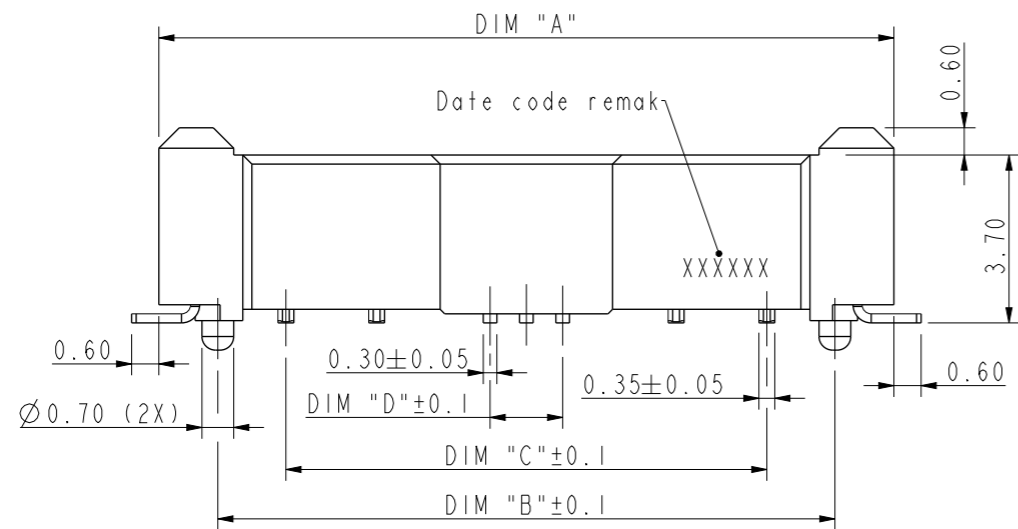 DIM "A"
0.60
Date code remak
3.70
XXXXXX
0.60
0.30±0.05
0.35±0.05
0.60
Ø0.70 (2X)
DIM "D"±0.1
DIM "C"±0.1
DIM "B"±0.1